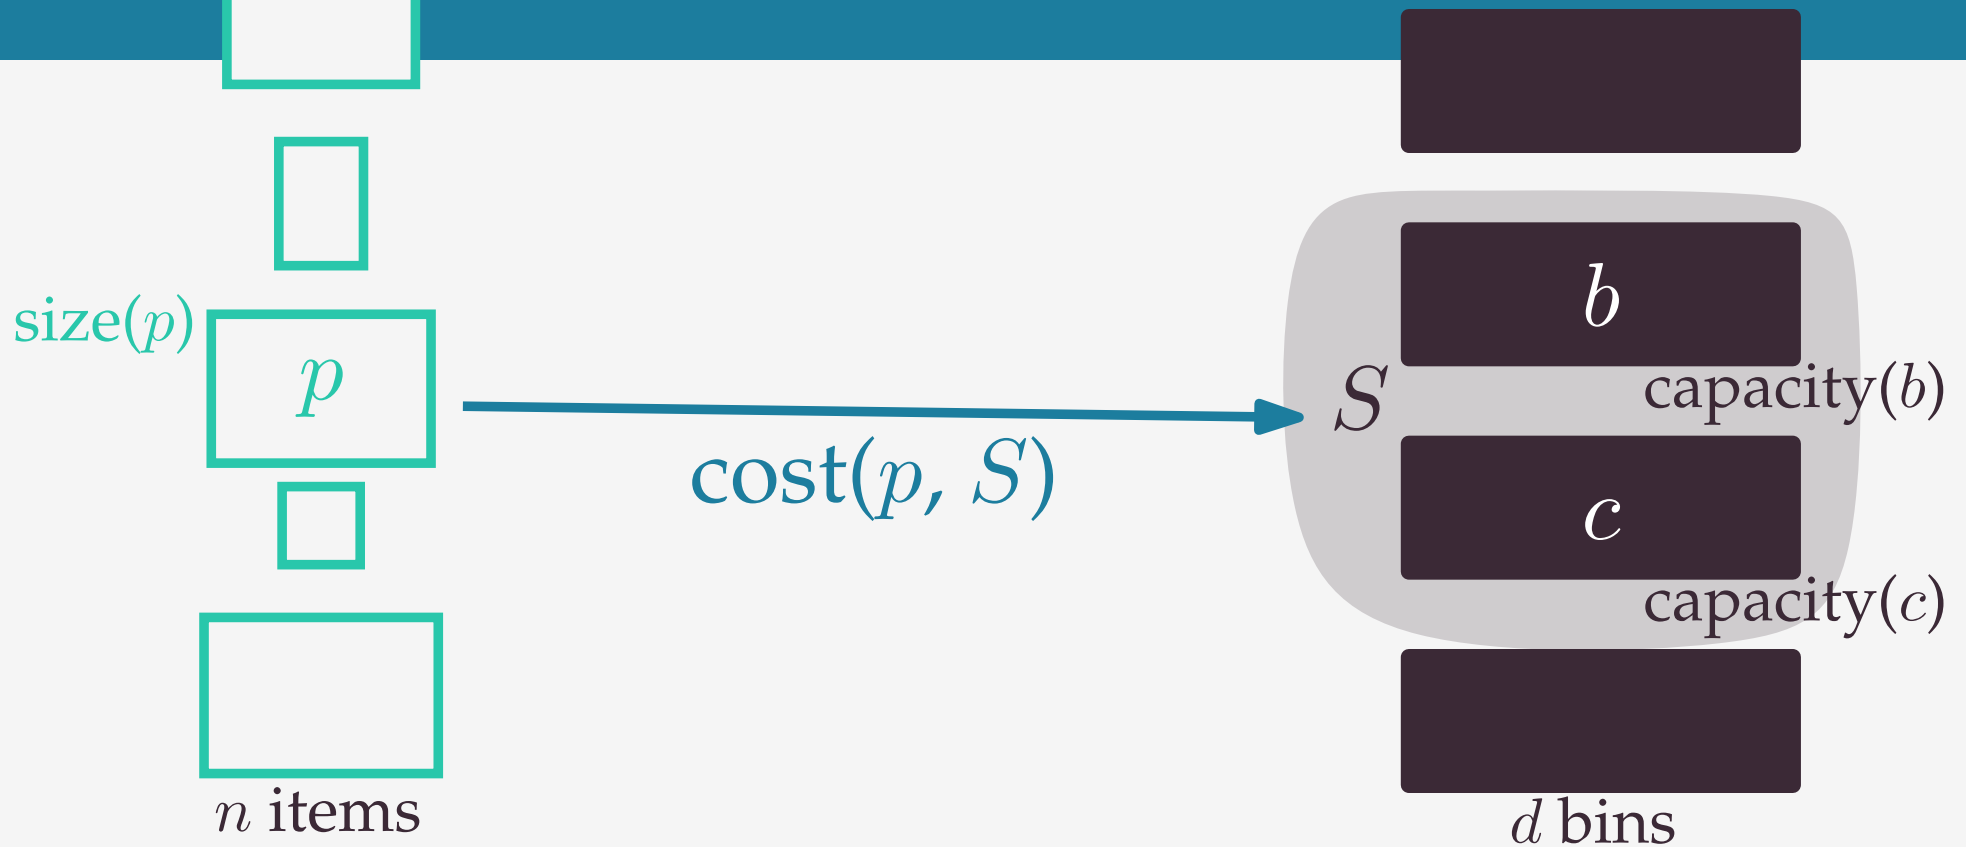 size(p)
p
n items
cost(p, S)
S
b
capacity(b)
c
capacity(c)
d bins